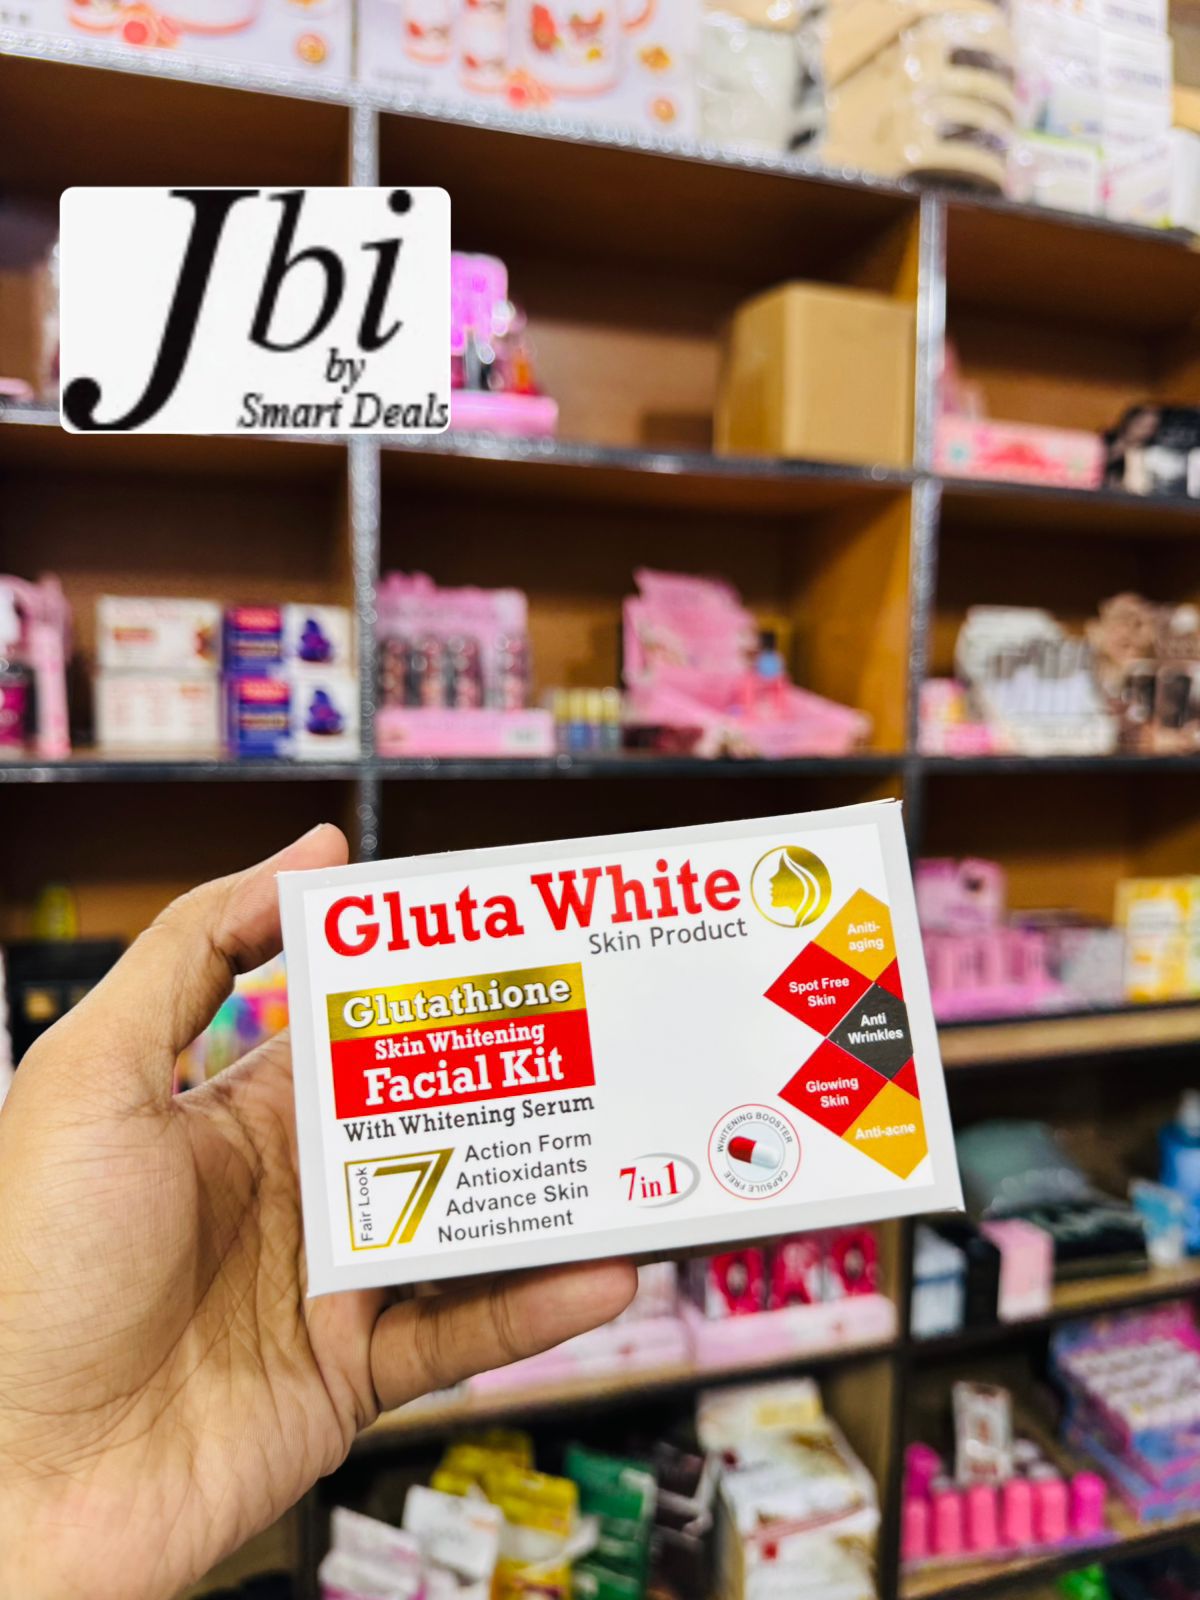 Jbi
by
Smart Deals
Gluta White
Skin Product
Glutathione
Skin Whitening
Facial Kit
With Whitening Serum
Fair Look
7
Action Form
Antioxidants
Advance Skin
Nourishment
7in1
WHITENING BOOSTER
CAPSULE FREE
Aniti-
aging
Spot Free
Skin
Anti
Wrinkles
Glowing
Skin
Anti-acne